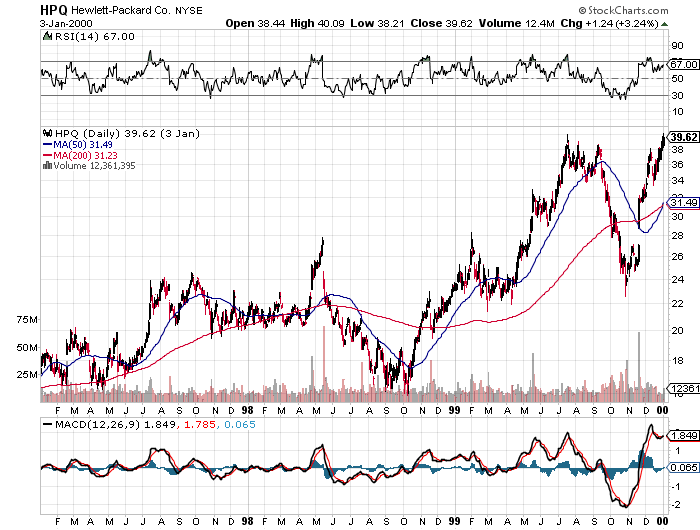 HPQ Hewlett-Packard Co. NYSE © StockCharts.com
3-Jan-2000 Open 38.44 High 40.09 Low 38.21 Close 39.62 Volume 12.4M Chg +1.24 (+3.24%)
RSI(14) 67.00
90
70
67.00
50
30
10
HPQ (Daily) 39.62 (3 Jan)
MA(50) 31.49
MA(200) 31.23
Volume 12,361,395
39.62
38
36
34
31.49
30
28
26
24
22
75M 20
50M 18
25M 16
12361
F M A M J J A S O N 98 F M A M J J A S O N D 99 F M A M J J A S O N D 00
MACD(12,26,9) 1.849, 1.785, 0.065
2
1.849
1
0.065
-1
-2
F M A M J J A S O N 98 F M A M J J A S O N D 99 F M A M J J A S O N D 00